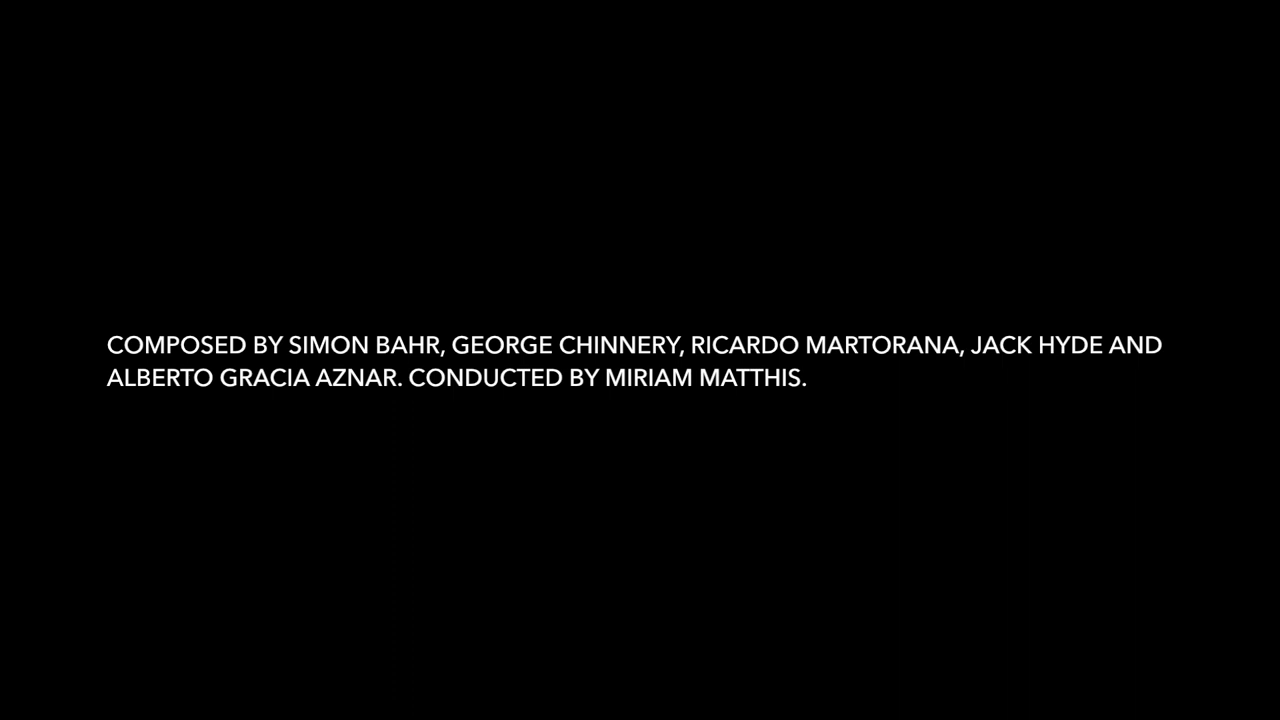 COMPOSED BY SIMON BAHR, GEORGE CHINNERY, RICARDO MARTORANA, JACK HYDE AND
ALBERTO GRACIA AZNAR. CONDUCTED BY MIRIAM MATTHIS.